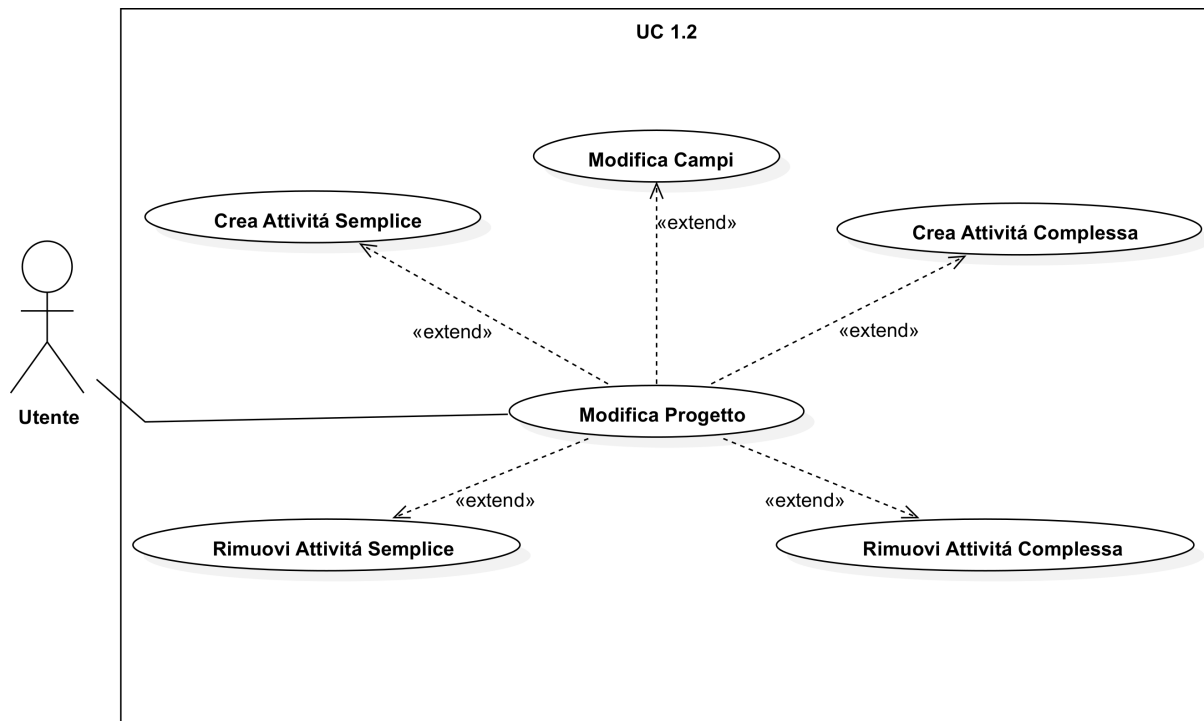 UC 1.2
Modifica Campi
Crea Attivitá Semplice
«extend»
Crea Attivitá Complessa
«extend»
«extend»
Utente
Modifica Progetto
«extend»
«extend»
Rimuovi Attivitá Semplice
Rimuovi Attivitá Complessa